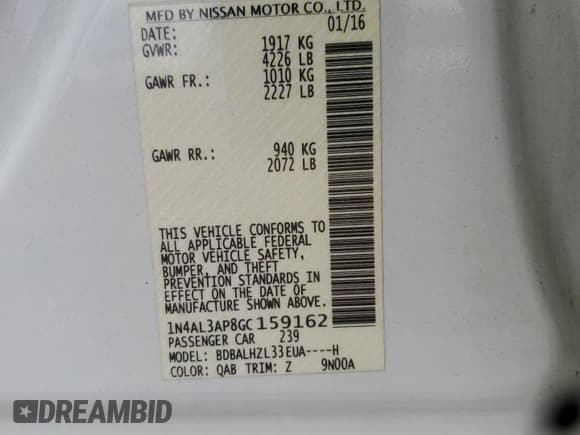 MFD BY NISSAN MOTOR CO., LTD.
DATE: 01/16
GVWR: 1917 KG
4226 LB
GAWR FR.: 1010 KG
2227 LB
GAWR RR.: 940 KG
2072 LB
THIS VEHICLE CONFORMS TO
ALL APPLICABLE FEDERAL
MOTOR VEHICLE SAFETY,
BUMPER, AND THEFT
PREVENTION STANDARDS IN
EFFECT ON THE DATE OF
MANUFACTURE SHOWN ABOVE.
1N4AL3AP8GC159162
PASSENGER CAR 239
MODEL: BDBALHZL33EUA----H
COLOR: QAB TRIM: Z 9N00A
DREAMBID